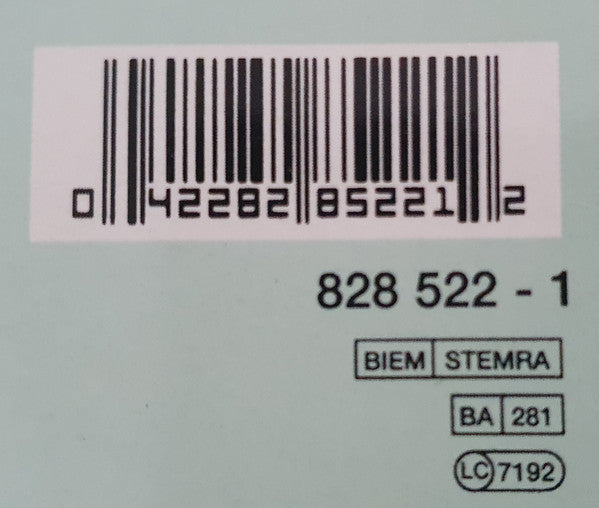 0 42282 85221 2
828 522 - 1
BIEM STEMRA
BA 281
LC 7192